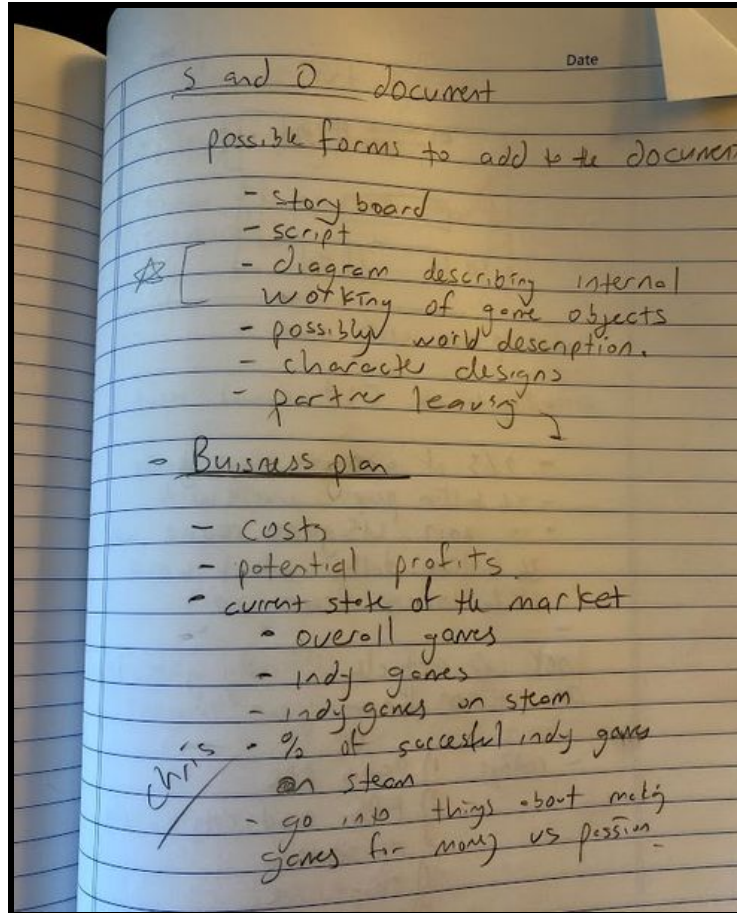 Date
S and O document
possible forms to add to the document
- story board
- script
- diagram describing internal
working of game objects
- possibly world description.
- character designs
- partner leaving
- Buisness plan
- costs
- potential profits.
- current state of the market
- overall games
- indy games
- indy games on steam
- % of succesful indy games
on steam
Chris
- go into things about making
games for money vs passion.